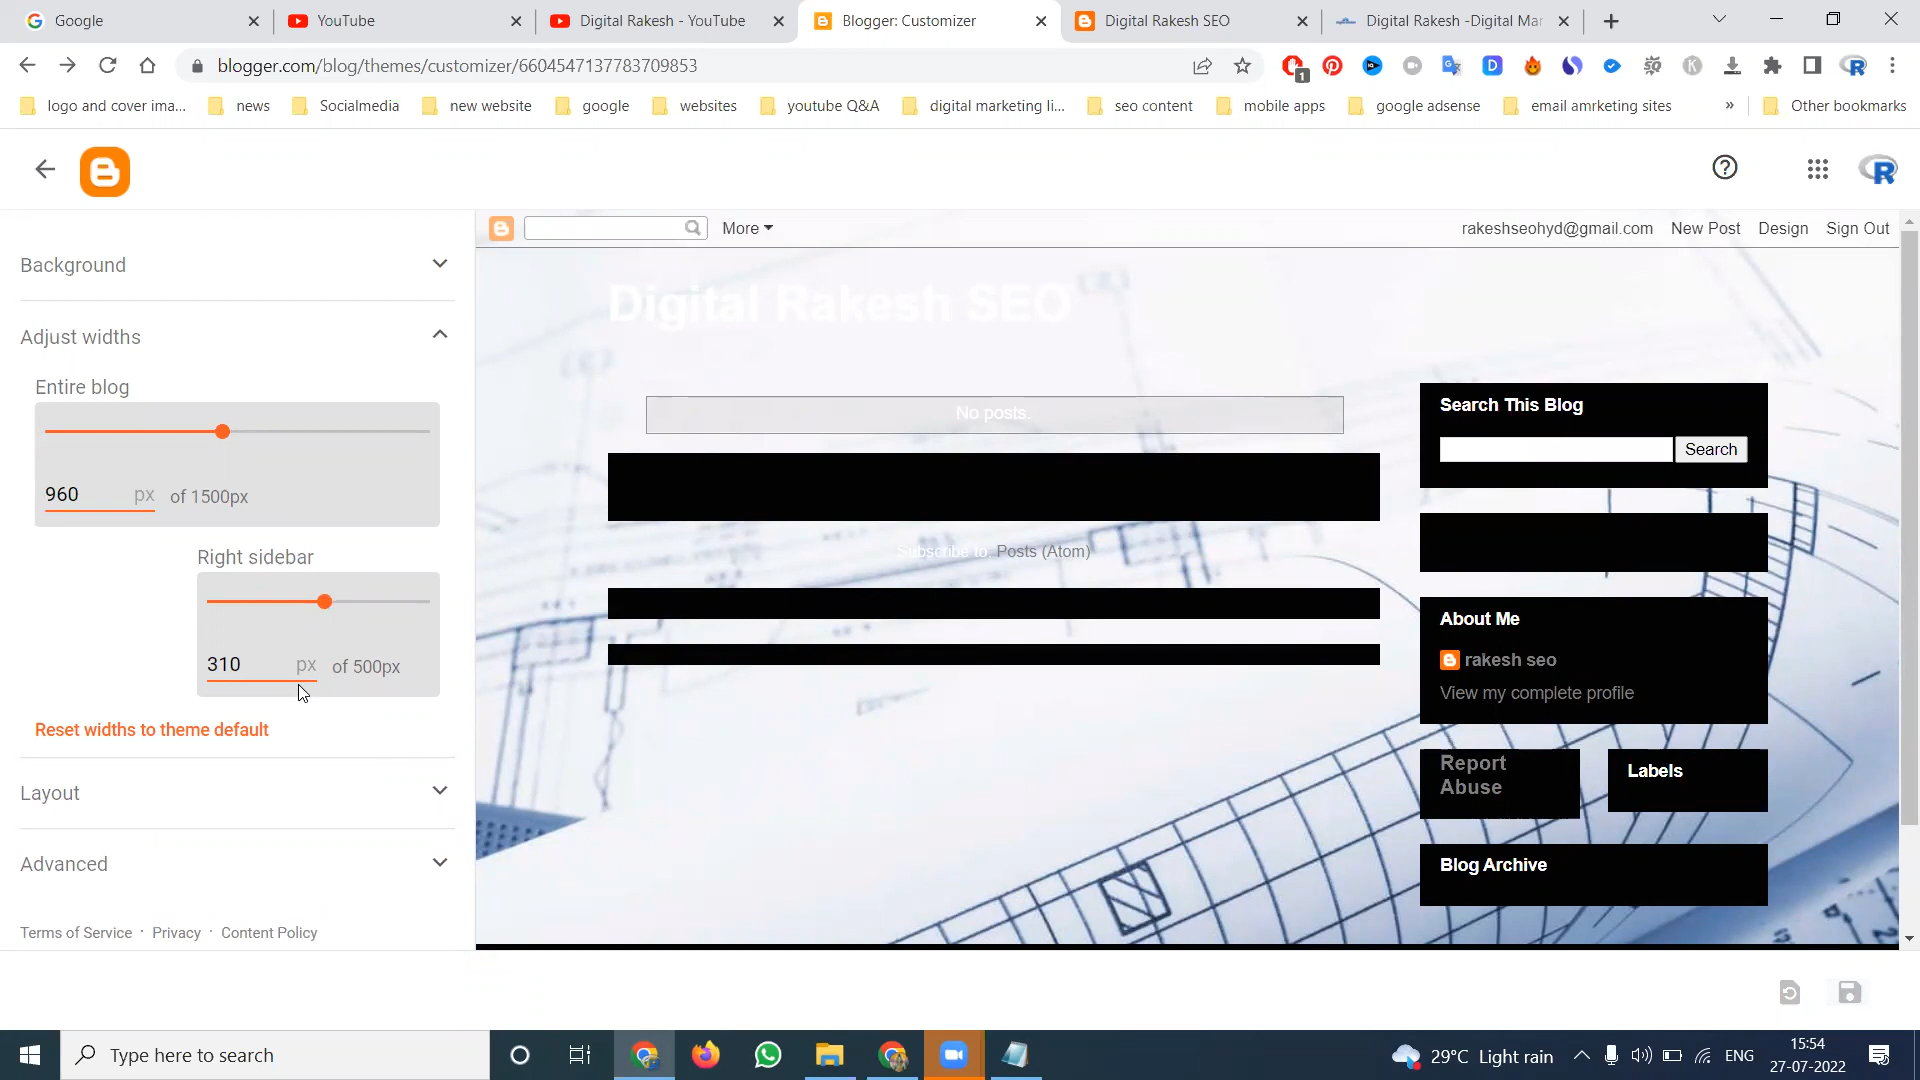 Google
YouTube
Digital Rakesh - YouTube
Blogger: Customizer
Digital Rakesh SEO
Digital Rakesh -Digital Mar
blogger.com/blog/themes/customizer/6604547137783709853
1
logo and cover ima...
news
Socialmedia
new website
google
websites
youtube Q&A
digital marketing li...
seo content
mobile apps
google adsense
email amrketing sites
»
Other bookmarks
More
rakeshseohyd@gmail.com
New Post
Design
Sign Out
Background
Adjust widths
Entire blog
960 px of 1500px
Right sidebar
310 px of 500px
Reset widths to theme default
Layout
Advanced
Terms of Service · Privacy · Content Policy
Digital Rakesh SEO
No posts.
Subscribe to: Posts (Atom)
Search This Blog
Search
About Me
rakesh seo
View my complete profile
Report
Abuse
Labels
Blog Archive
Type here to search
29°C Light rain
ENG
15:54
27-07-2022